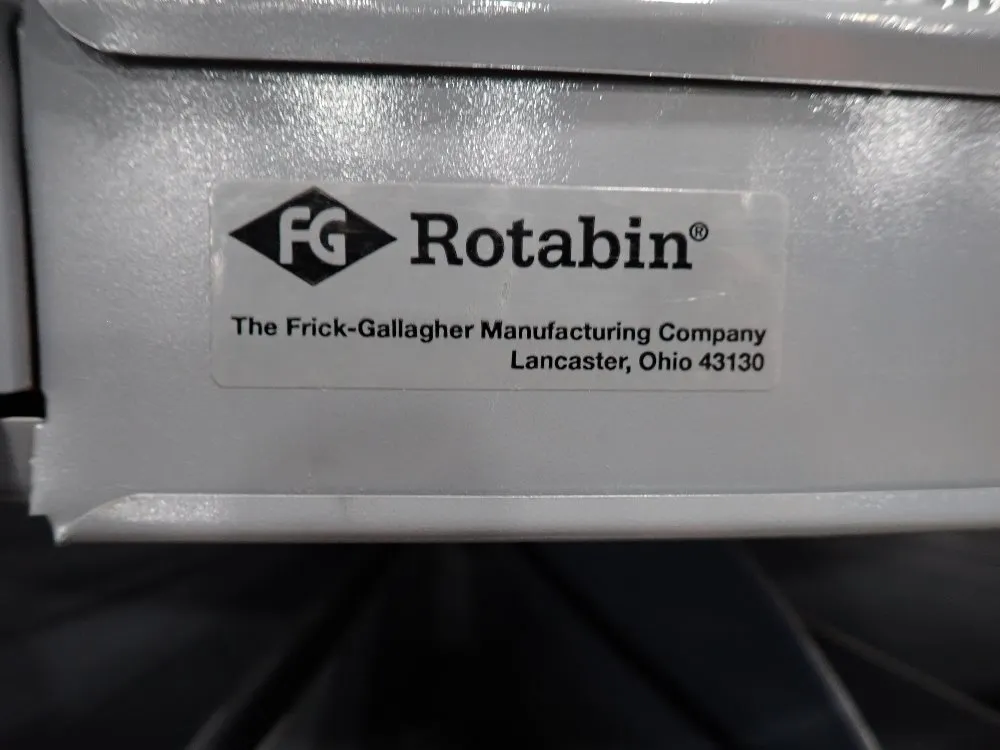 FG Rotabin®
The Frick-Gallagher Manufacturing Company
Lancaster, Ohio 43130